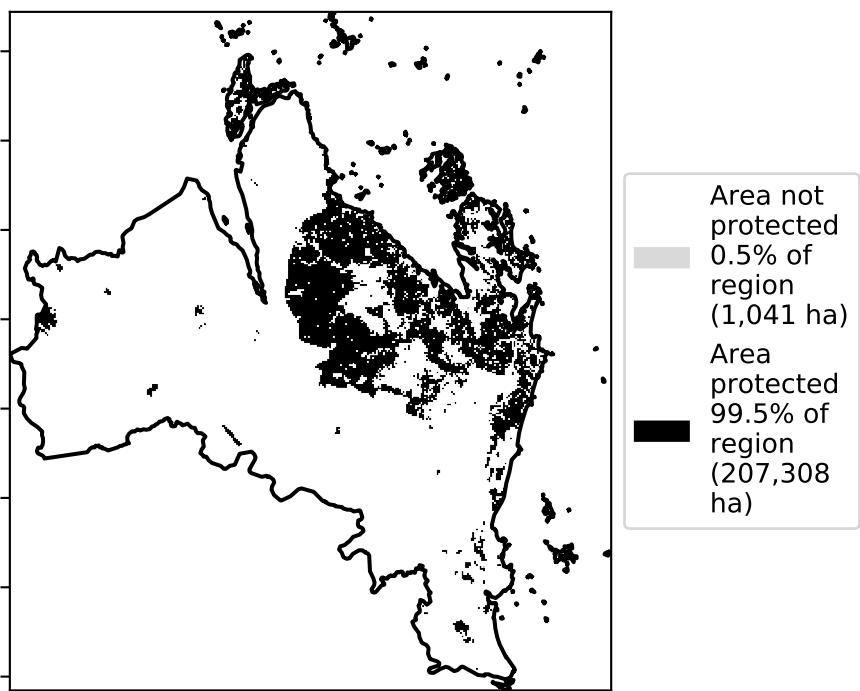 Area not
protected
0.5% of
region
(1,041 ha)
Area
protected
99.5% of
region
(207,308
ha)